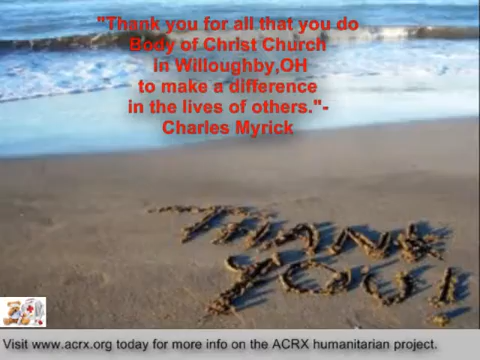 "Thank you for all that you do
Body of Christ Church
in Willoughby,OH
to make a difference
in the lives of others."-
Charles Myrick
THANK
YOU!
Visit www.acrx.org today for more info on the ACRX humanitarian project.